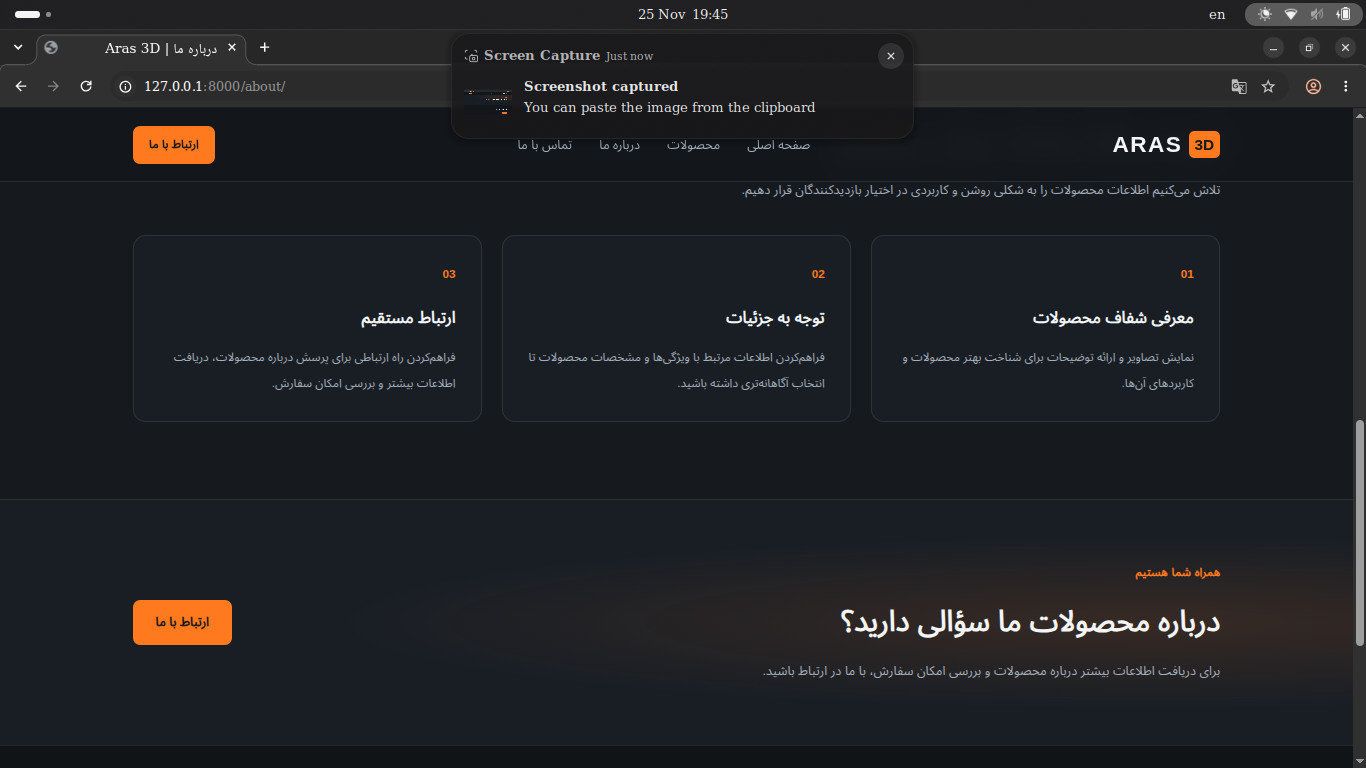 25 Nov 19:45
en
درباره ما | Aras 3D
127.0.0.1:8000/about/
Screen Capture Just now
Screenshot captured
You can paste the image from the clipboard
ARAS 3D
صفحه اصلی
محصولات
درباره ما
تماس با ما
ارتباط با ما
تلاش می‌کنیم اطلاعات محصولات را به شکلی روشن و کاربردی در اختیار بازدیدکنندگان قرار دهیم.
01
معرفی شفاف محصولات
نمایش تصاویر و ارائه توضیحات برای شناخت بهتر محصولات و
کاربردهای آن‌ها.
02
توجه به جزئیات
فراهم‌کردن اطلاعات مرتبط با ویژگی‌ها و مشخصات محصولات تا
انتخاب آگاهانه‌تری داشته باشید.
03
ارتباط مستقیم
فراهم‌کردن راه ارتباطی برای پرسش درباره محصولات، دریافت
اطلاعات بیشتر و بررسی امکان سفارش.
همراه شما هستیم
درباره محصولات ما سؤالی دارید؟
برای دریافت اطلاعات بیشتر درباره محصولات و بررسی امکان سفارش، با ما در ارتباط باشید.
ارتباط با ما